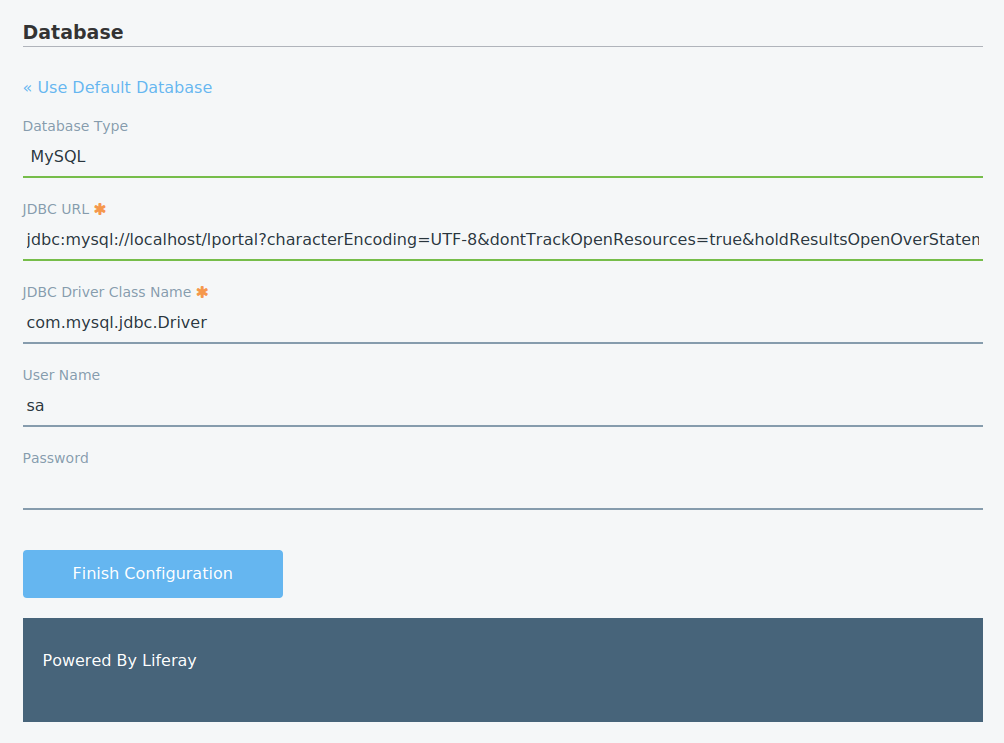 Database
« Use Default Database
Database Type
MySQL
JDBC URL ✱
jdbc:mysql://localhost/lportal?characterEncoding=UTF-8&dontTrackOpenResources=true&holdResultsOpenOverStatem
JDBC Driver Class Name ✱
com.mysql.jdbc.Driver
User Name
sa
Password
Finish Configuration
Powered By Liferay